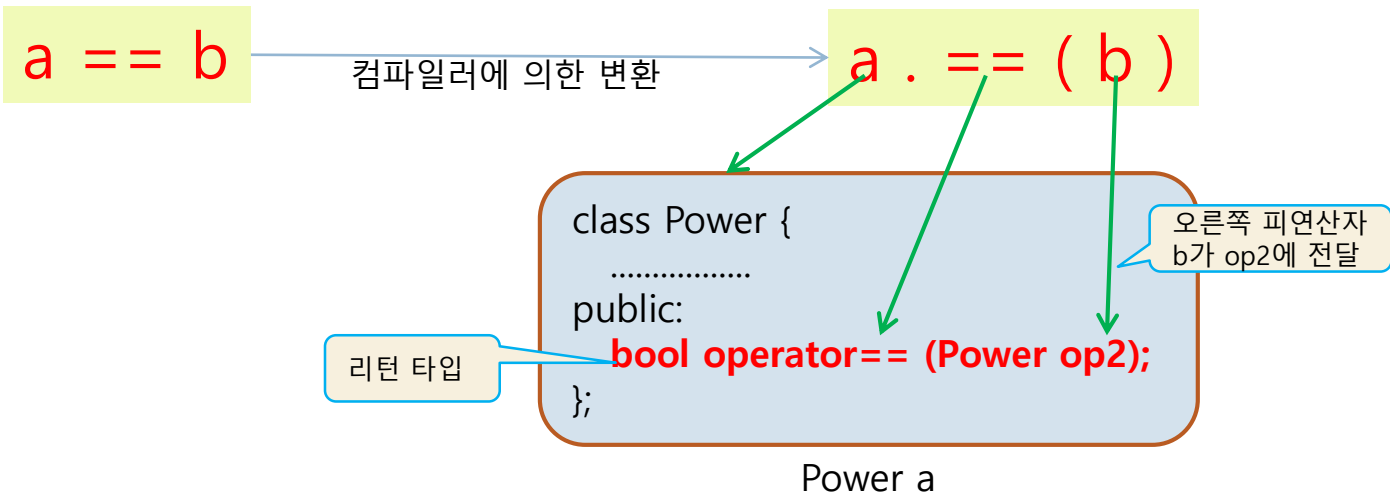 a == b
컴파일러에 의한 변환
a . == ( b )
class Power {
.................
public:
bool operator== (Power op2);
};
오른쪽 피연산자
b가 op2에 전달
리턴 타입
Power a